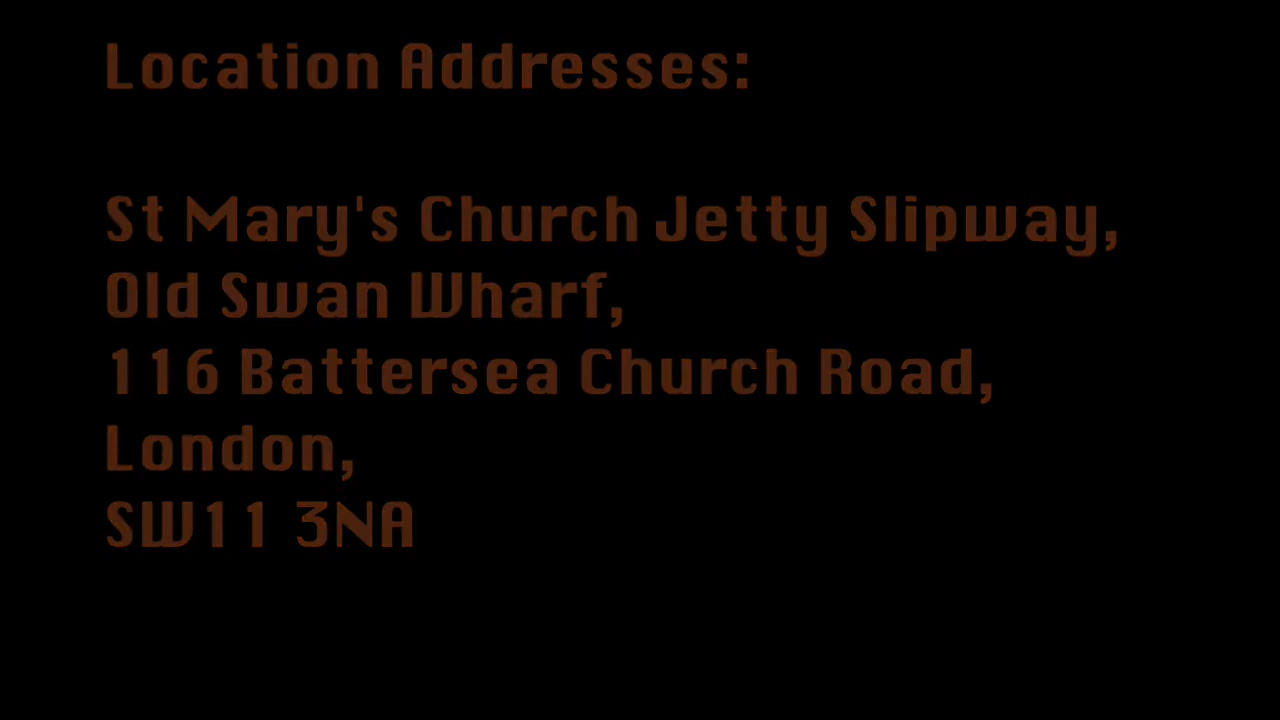 Location Addresses:
St Mary's Church Jetty Slipway,
Old Swan Wharf,
116 Battersea Church Road,
London,
SW11 3NA